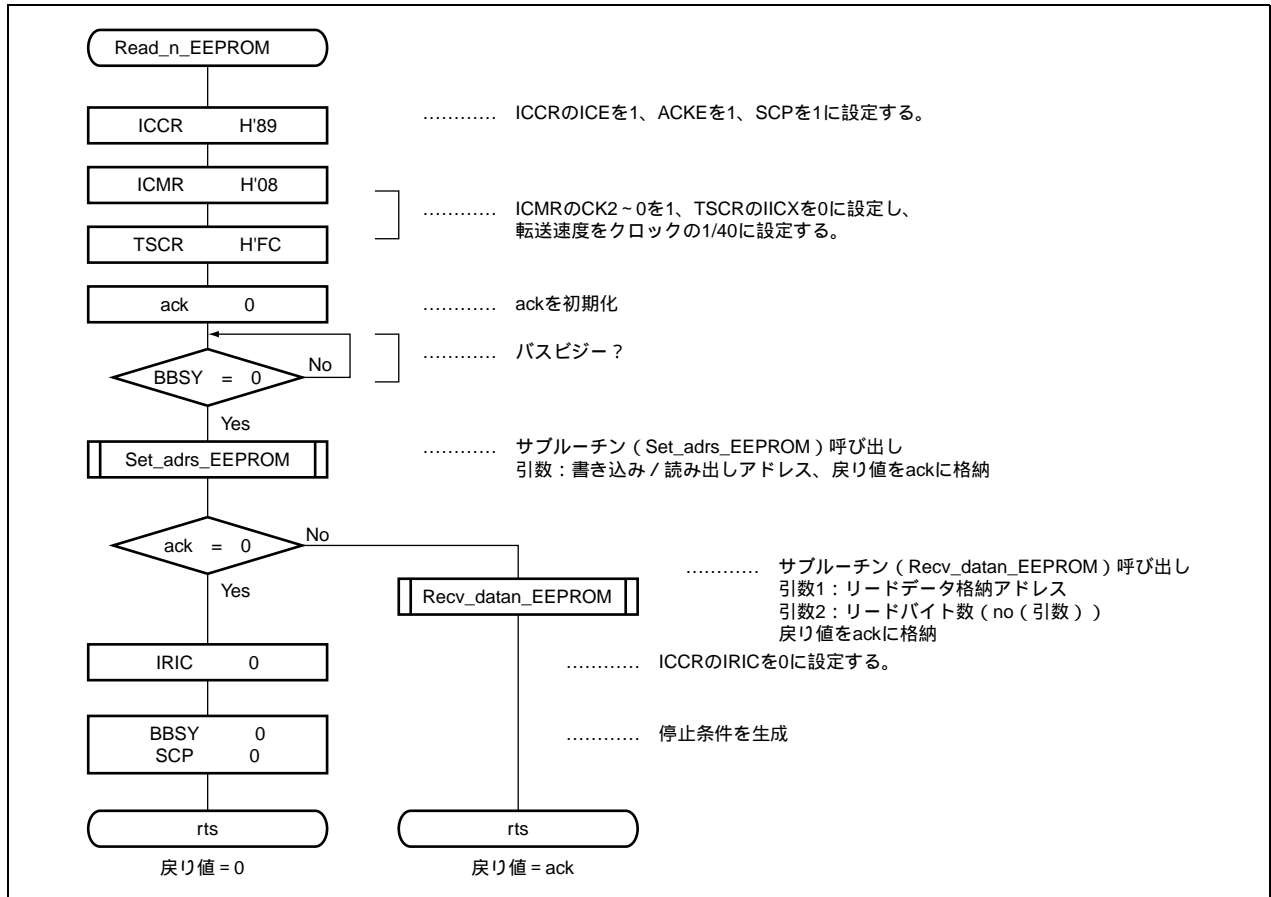 Read_n_EEPROM
ICCR H'89
………… ICCRのICEを1、ACKEを1、SCPを1に設定する。
ICMR H'08
………… ICMRのCK2~0を1、TSCRのIICXを0に設定し、
転送速度をクロックの1/40に設定する。
TSCR H'FC
ack 0
………… ackを初期化
BBSY = 0
No
………… バスビジー?
Yes
Set_adrs_EEPROM
………… サブルーチン(Set_adrs_EEPROM)呼び出し
引数:書き込み/読み出しアドレス、戻り値をackに格納
ack = 0
No
Yes
Recv_datan_EEPROM
………… サブルーチン(Recv_datan_EEPROM)呼び出し
引数1:リードデータ格納アドレス
引数2:リードバイト数(no(引数))
戻り値をackに格納
IRIC 0
………… ICCRのIRICを0に設定する。
BBSY 0
SCP 0
………… 停止条件を生成
rts
rts
戻り値=0
戻り値=ack